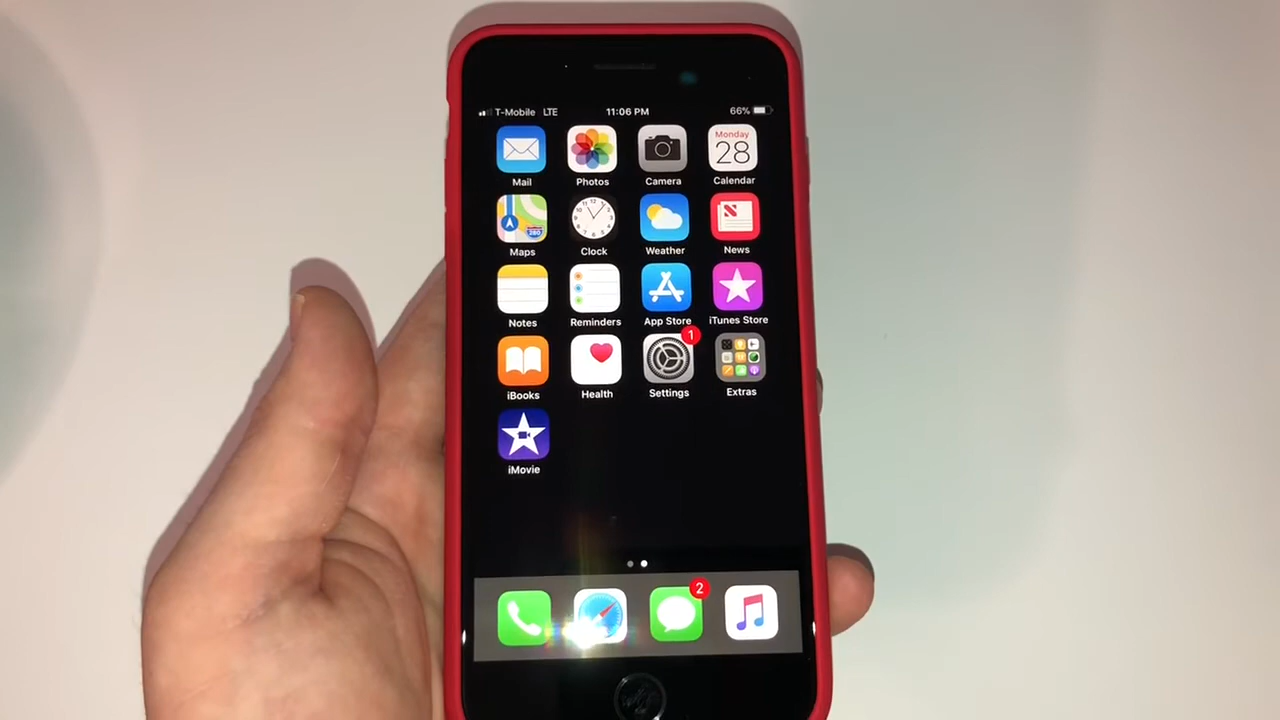 T-Mobile LTE 11:06 PM 66%
Monday
28
Mail Photos Camera Calendar
280
Maps Clock Weather News
Notes Reminders App Store iTunes Store
1
iBooks Health Settings Extras
iMovie
2